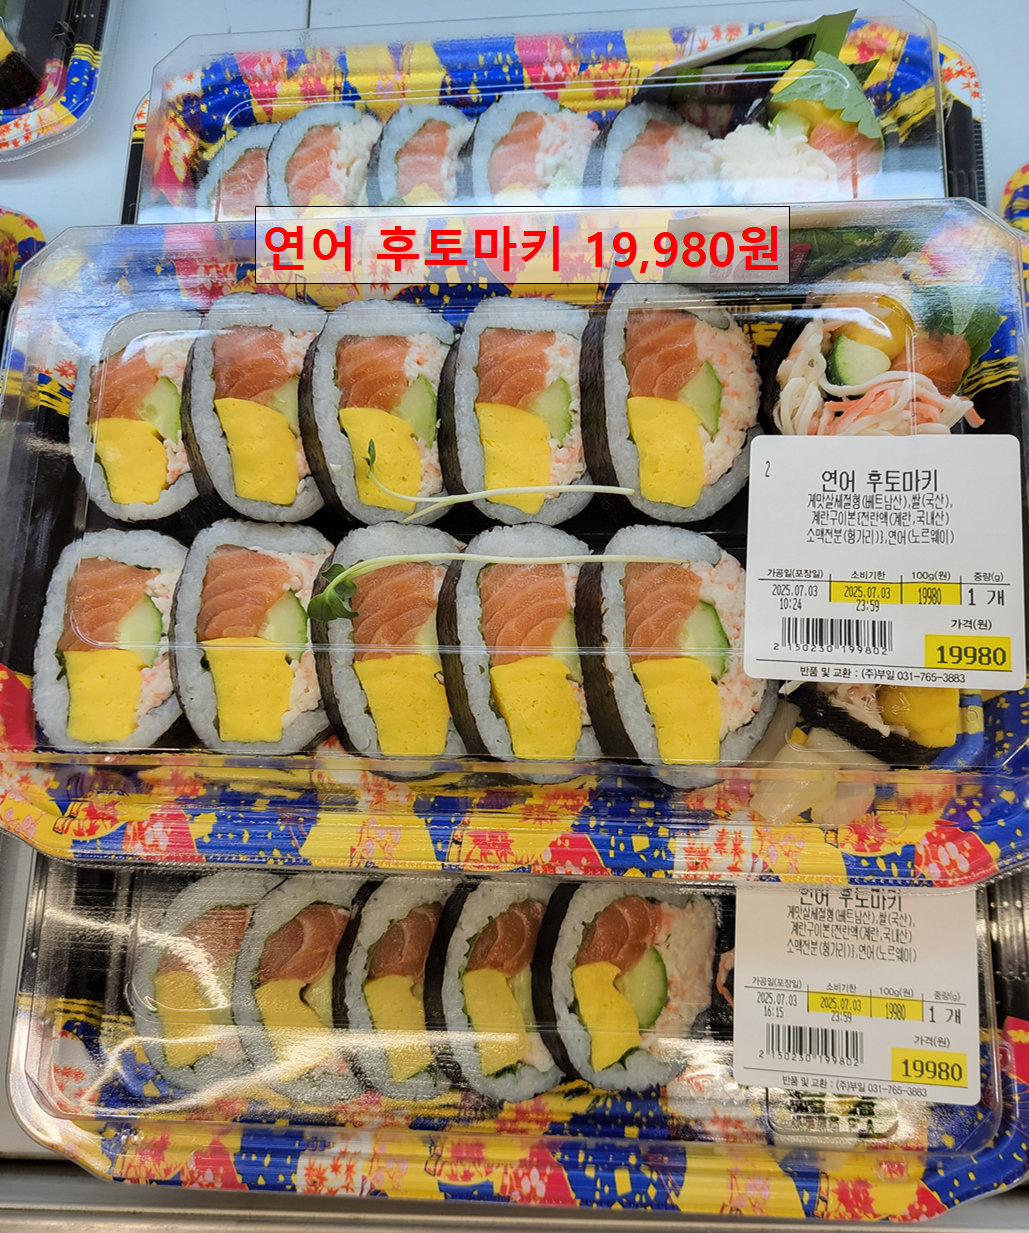 연어 후토마키 19,980원
2
연어 후토마키
게맛살세절형(베트남산),쌀(국산),
계란구이본{전란액(계란,국내산)
소맥전분(헝가리)},연어(노르웨이)
가공일(포장일) 소비기한 100g(원) 중량(g)
2025.07.03 2025.07.03 19980 1 개
10:24 23:59
가격(원)
2 150230 199802
19980
반품 및 교환 : (주)부일 031-765-3883
연어 후토마키
게맛살세절형(베트남산),쌀(국산),
계란구이본{전란액(계란,국내산)
소맥전분(헝가리)},연어(노르웨이)
가공일(포장일) 소비기한 100g(원) 중량(g)
2025.07.03 2025.07.03 19980 1 개
16:15 23:59
가격(원)
2 150230 199802
19980
반품 및 교환 : (주)부일 031-765-3883